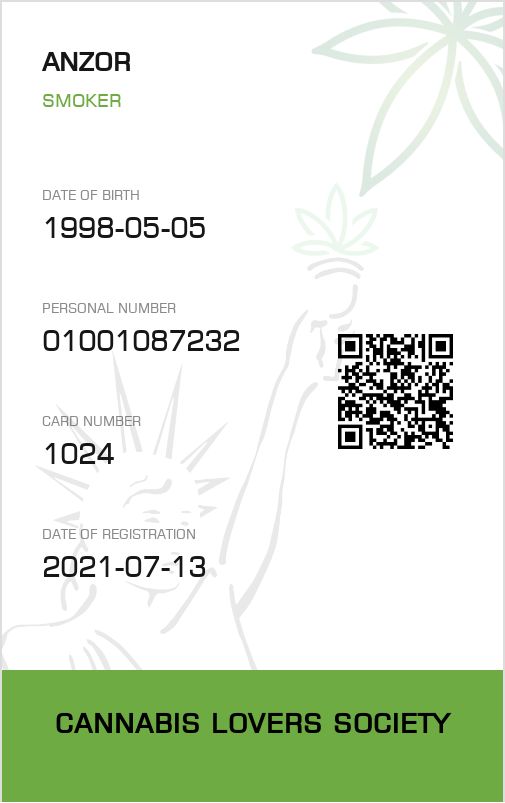 ANZOR
SMOKER
DATE OF BIRTH
1998-05-05
PERSONAL NUMBER
01001087232
CARD NUMBER
1024
DATE OF REGISTRATION
2021-07-13
CANNABIS LOVERS SOCIETY